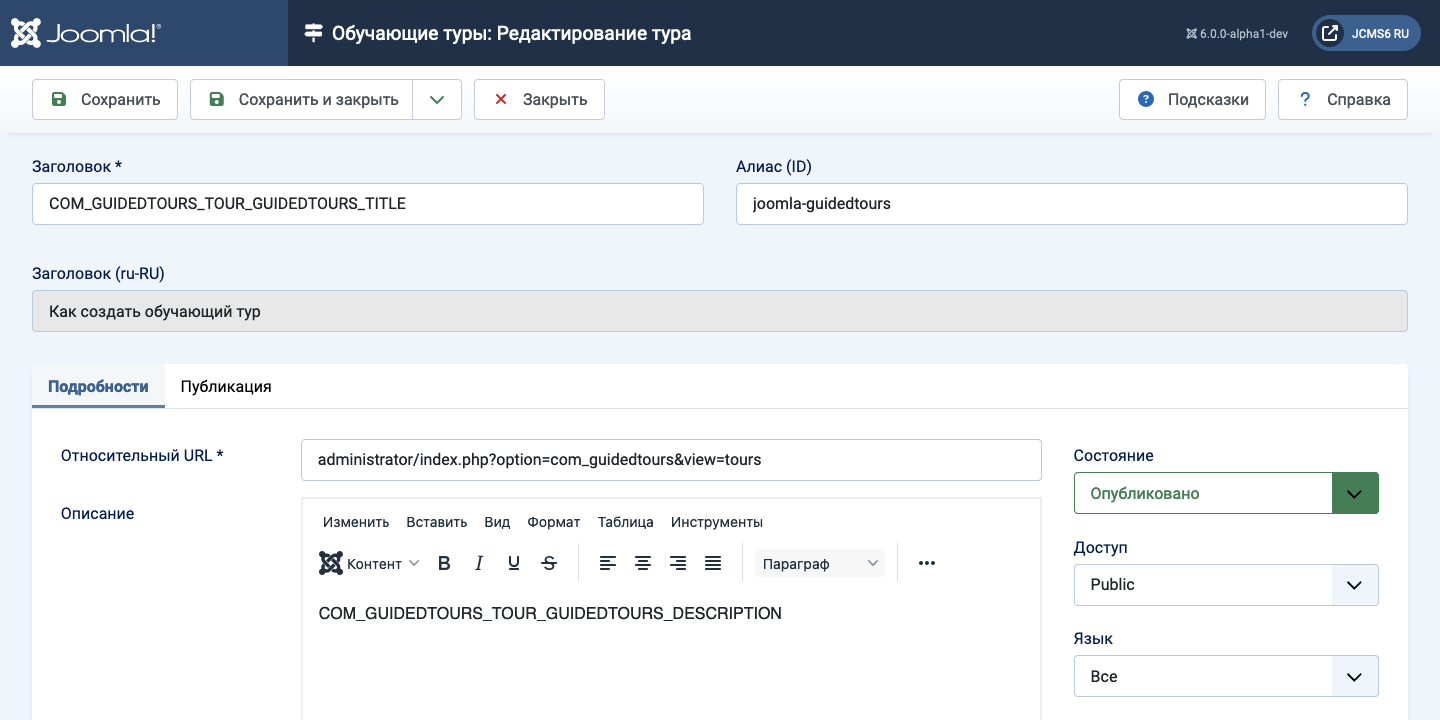 Joomla!®
Обучающие туры: Редактирование тура
6.0.0-alpha1-dev
JCMS6 RU
Сохранить
Сохранить и закрыть
Закрыть
? Подсказки
? Справка
Заголовок *
Алиас (ID)
COM_GUIDEDTOURS_TOUR_GUIDEDTOURS_TITLE
joomla-guidedtours
Заголовок (ru-RU)
Как создать обучающий тур
Подробности Публикация
Относительный URL *
administrator/index.php?option=com_guidedtours&view=tours
Состояние
Опубликовано
Описание
Изменить Вставить Вид Формат Таблица Инструменты
Контент B I U S Параграф
COM_GUIDEDTOURS_TOUR_GUIDEDTOURS_DESCRIPTION
Доступ
Public
Язык
Все